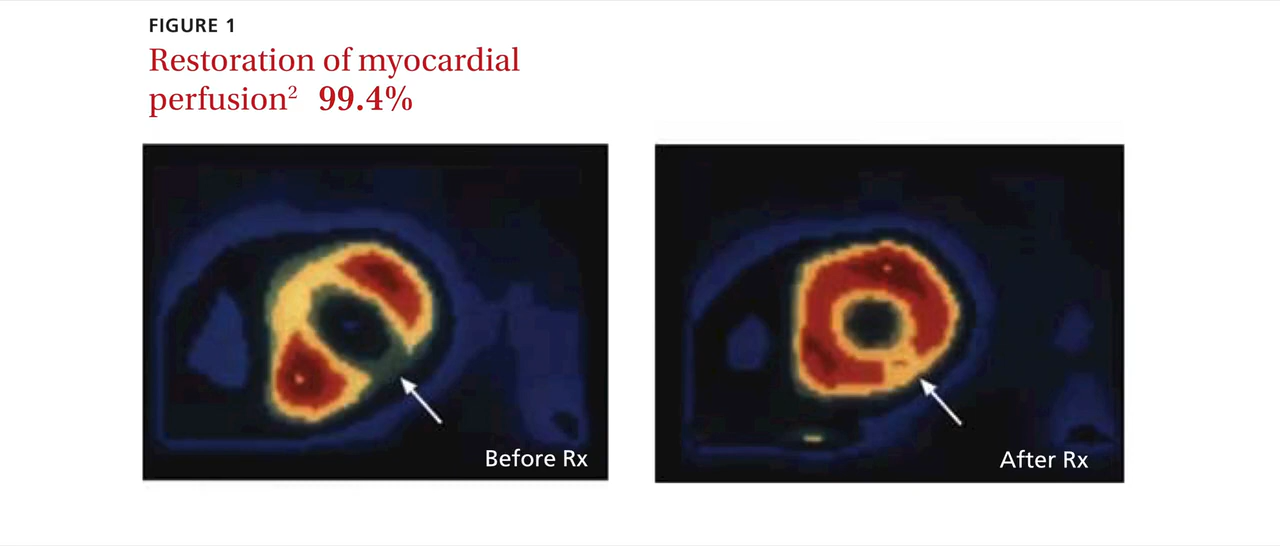 FIGURE 1
Restoration of myocardial
perfusion² 99.4%
Before Rx
After Rx